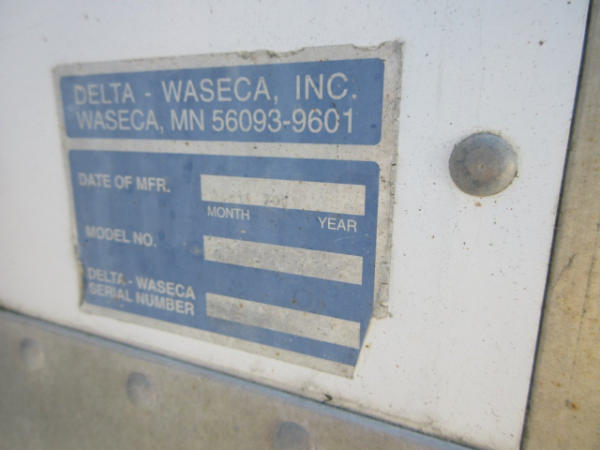 DELTA - WASECA, INC.
WASECA, MN 56093-9601
DATE OF MFR.
MONTH YEAR
MODEL NO.
DELTA - WASECA
SERIAL NUMBER